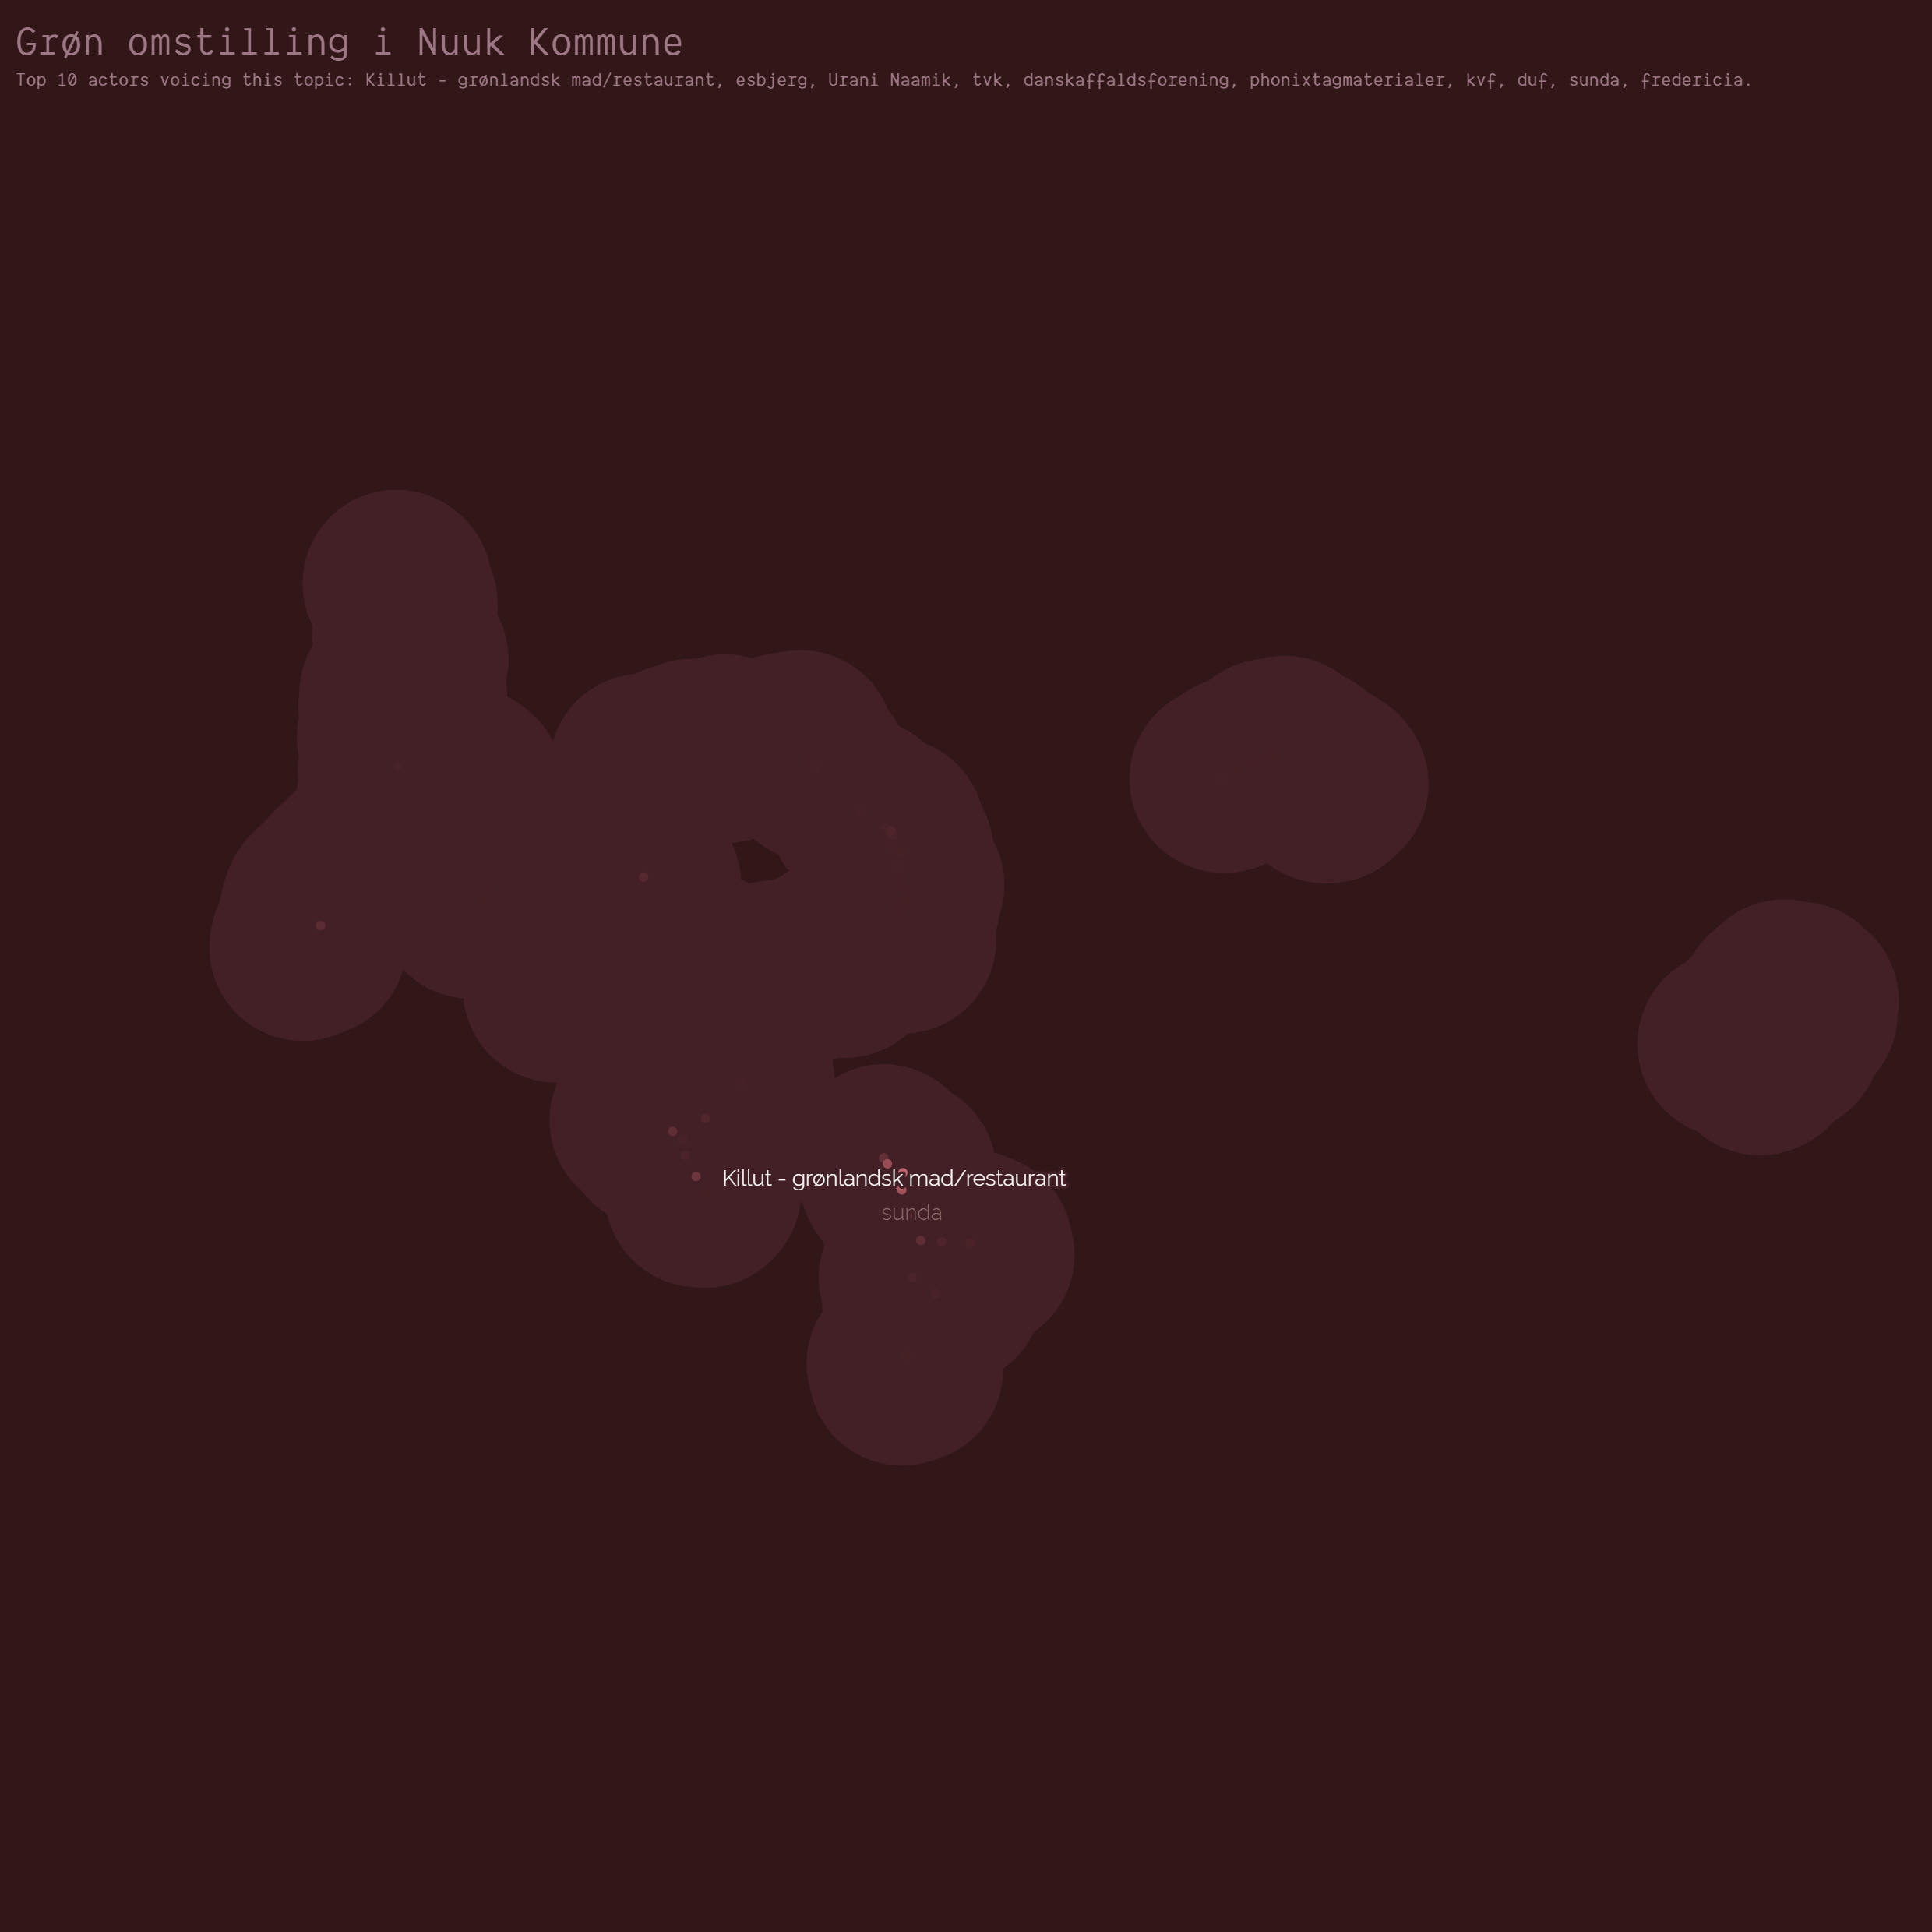 Grøn omstilling i Nuuk Kommune
Top 10 actors voicing this topic: Killut - grønlandsk mad/restaurant, esbjerg, Urani Naamik, tvk, danskaffaldsforening, phonixtagmaterialer, kvf, duf, sunda, fredericia.
Killut - grønlandsk mad/restaurant
sunda